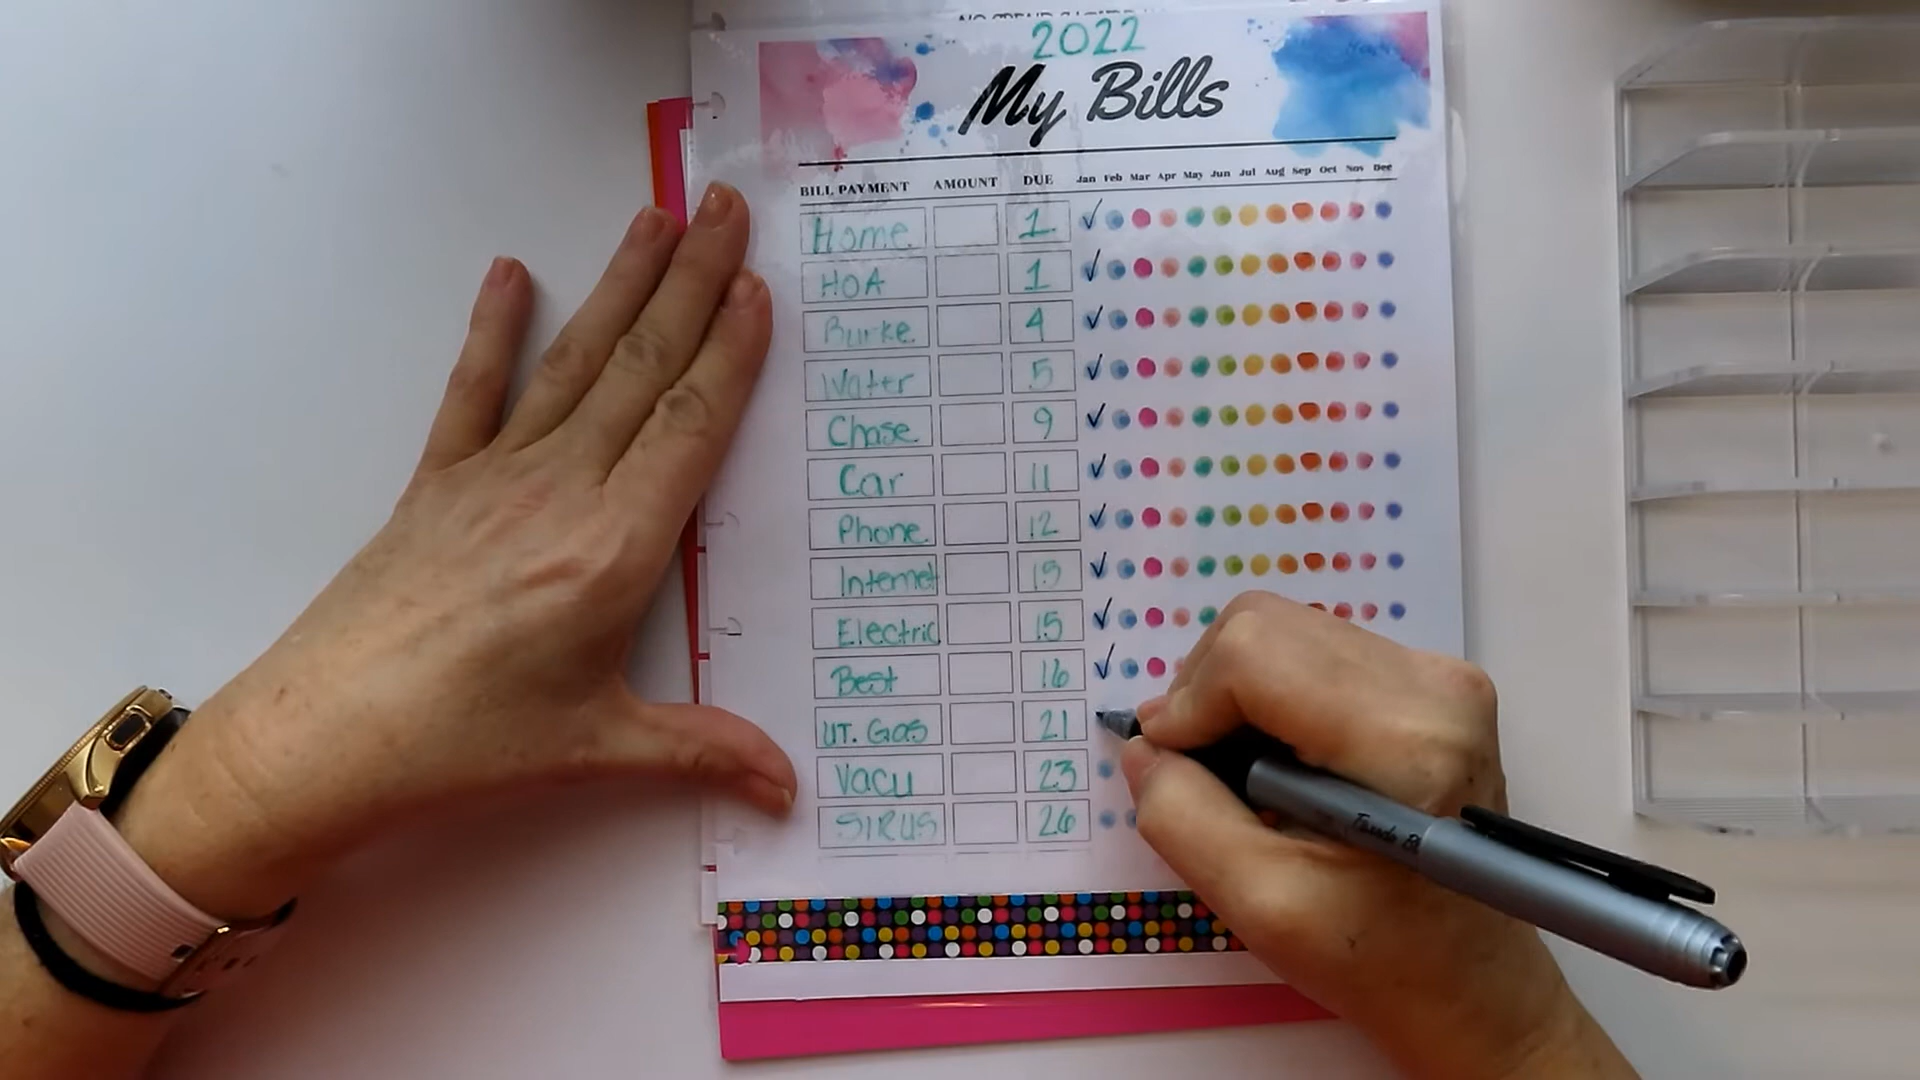 2022
My Bills
BILL PAYMENT AMOUNT DUE Jan Feb Mar Apr May Jun Jul Aug Sep Oct Nov Dec
Home 1
HOA 1
Burke 4
Water 5
Chase 9
Car 11
Phone 12
Internet 15
Electric 15
Best 16
UT. Gas 21
Vacu 23
SIRUS 26